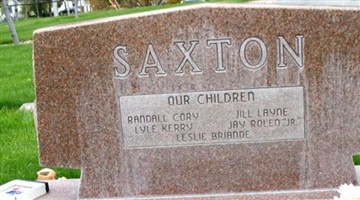 SAXTON
OUR CHILDREN
RANDALL CORY JILL LAYNE
LYLE KERRY JAY ROLEN "JR."
LESLIE BRIANNE